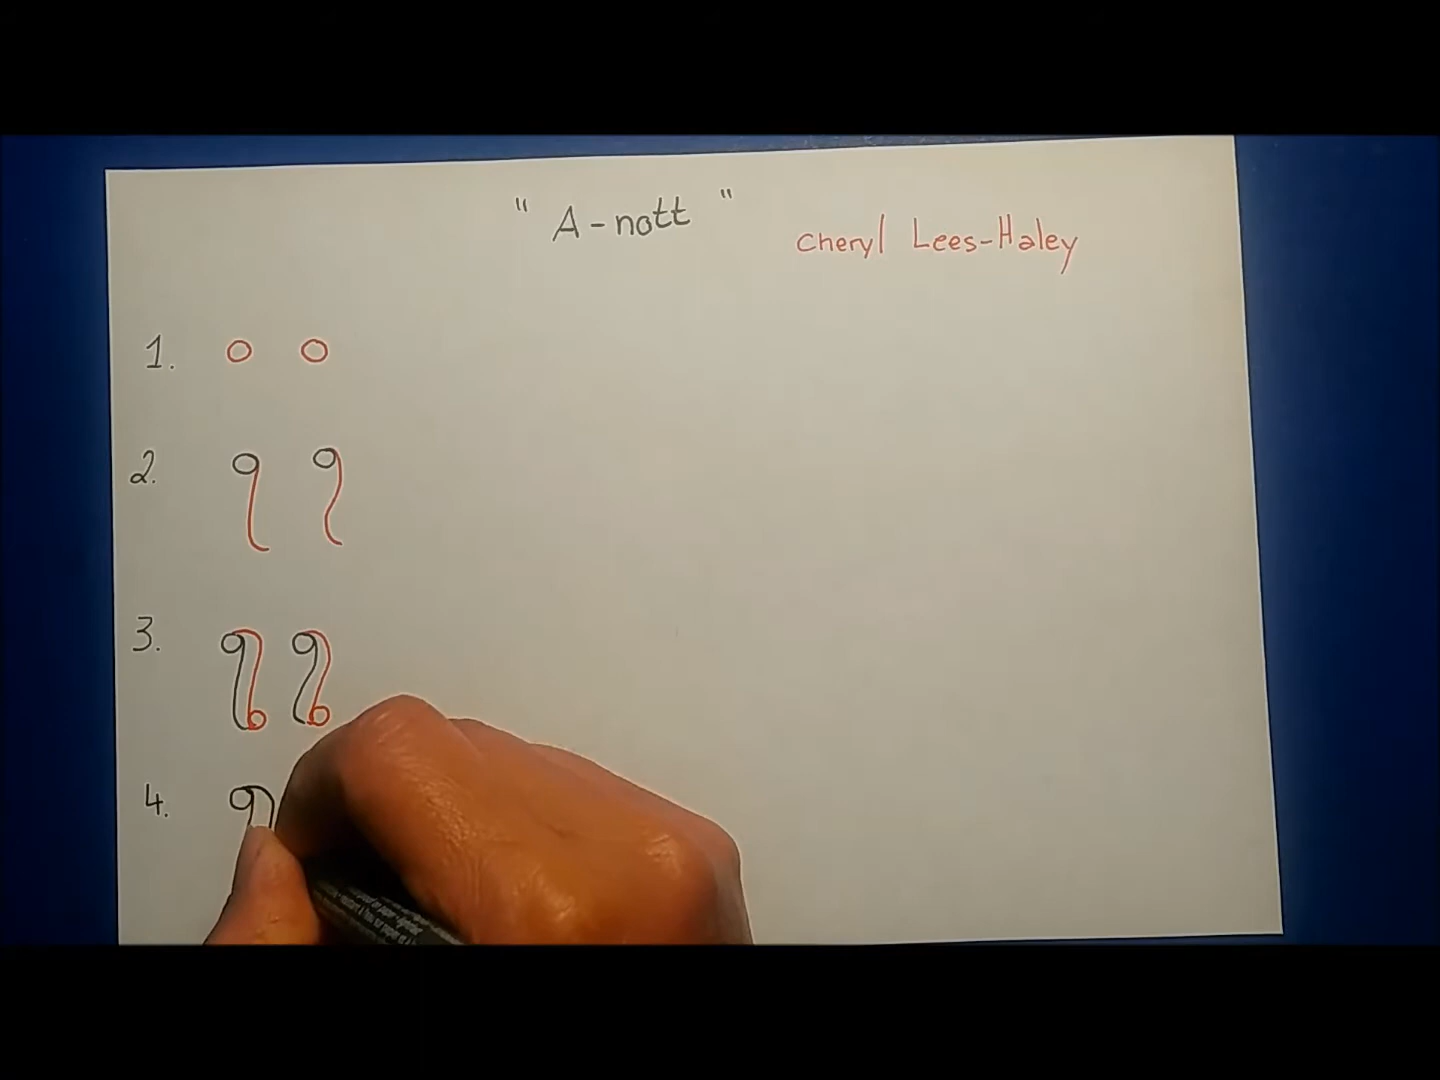 " A-nott "
Cheryl Lees-Haley
1.
2.
3.
4.